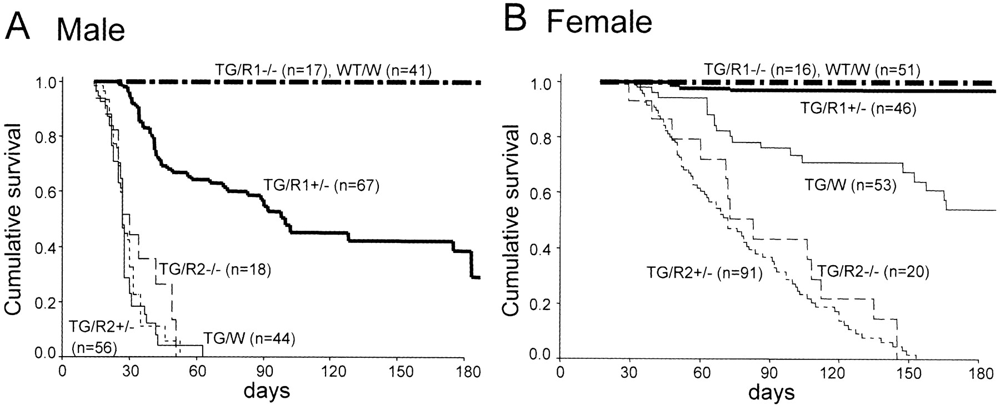 A Male
TG/R1-/- (n=17), WT/W (n=41)
1.0
0.8
0.6
0.4
0.2
0.0
Cumulative survival
TG/R1+/- (n=67)
TG/R2-/- (n=18)
TG/R2+/-
(n=56)
TG/W (n=44)
0 30 60 90 120 150 180
days
B Female
TG/R1-/- (n=16), WT/W (n=51)
1.0
0.8
0.6
0.4
0.2
0.0
Cumulative survival
TG/R1+/- (n=46)
TG/W (n=53)
TG/R2+/- (n=91)
TG/R2-/- (n=20)
0 30 60 90 120 150 180
days